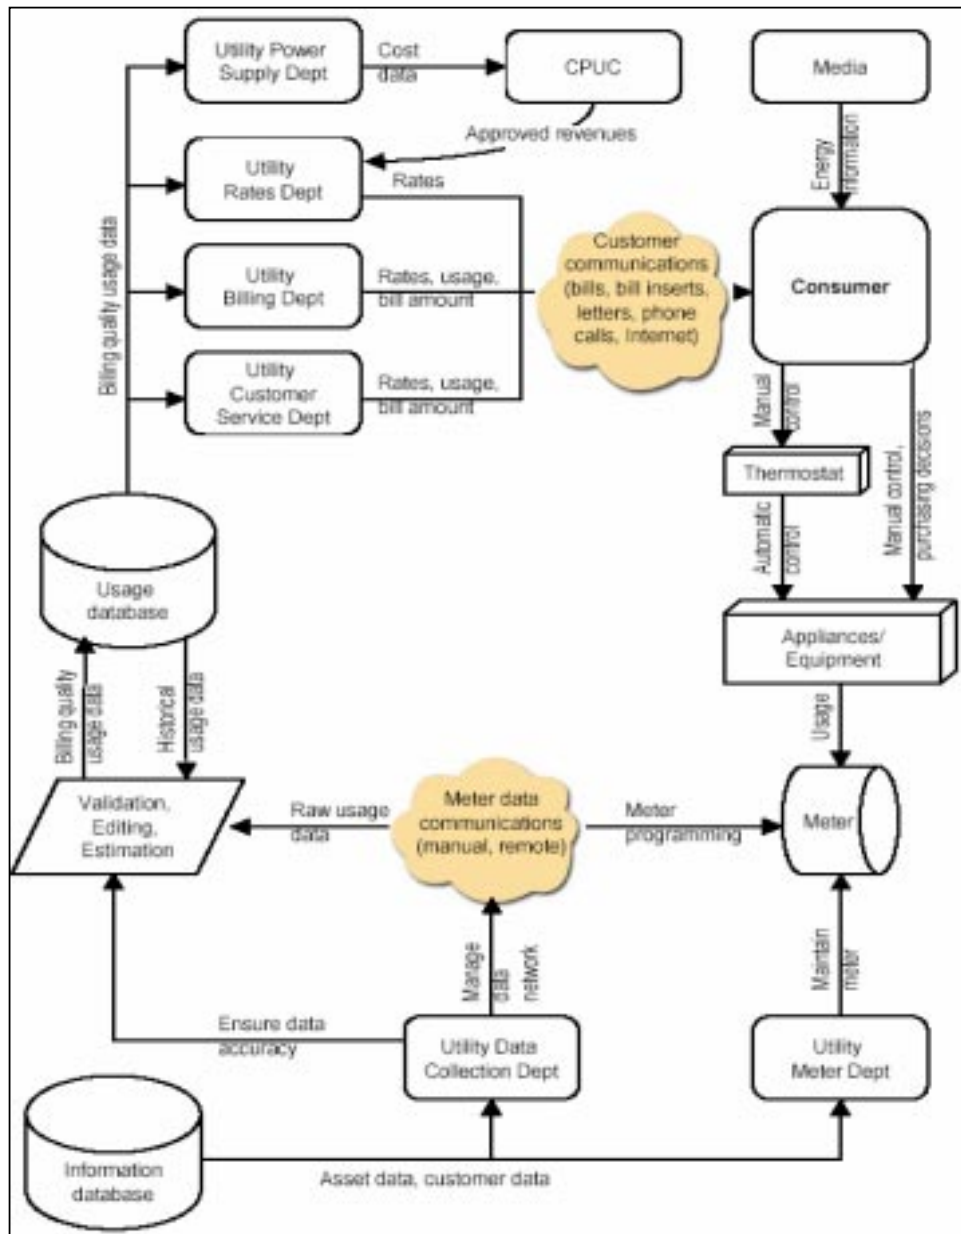 Utility Power
Supply Dept
Cost
data
CPUC
Media
Approved revenues
Energy
information
Utility
Rates Dept
Rates
Billing quality usage data
Customer
communications
(bills, bill inserts,
letters, phone
calls, Internet)
Consumer
Utility
Billing Dept
Rates, usage,
bill amount
Utility
Customer
Service Dept
Rates, usage,
bill amount
Manual
control
Manual control,
purchasing decisions
Thermostat
Automatic
control
Usage
database
Appliances/
Equipment
Billing quality
usage data
Historical
usage data
Usage
Validation,
Editing,
Estimation
Raw usage
data
Meter data
communications
(manual, remote)
Meter
programming
Meter
Manage
data
network
Maintain
meter
Ensure data
accuracy
Utility Data
Collection Dept
Utility
Meter Dept
Information
database
Asset data, customer data